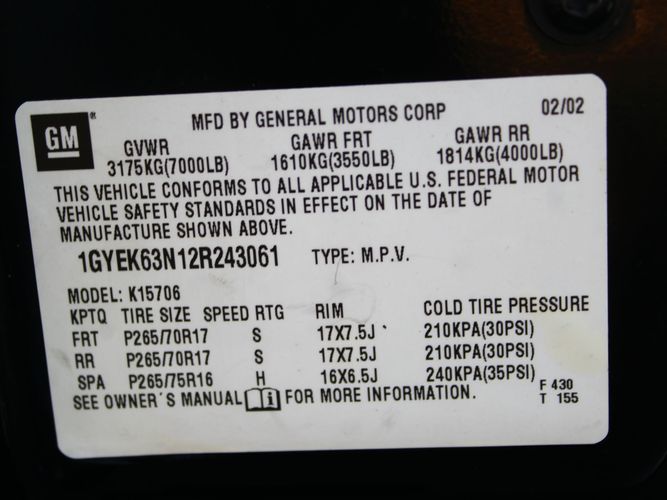 GM
MFD BY GENERAL MOTORS CORP 02/02
GVWR GAWR FRT GAWR RR
3175KG(7000LB) 1610KG(3550LB) 1814KG(4000LB)
THIS VEHICLE CONFORMS TO ALL APPLICABLE U.S. FEDERAL MOTOR
VEHICLE SAFETY STANDARDS IN EFFECT ON THE DATE OF
MANUFACTURE SHOWN ABOVE.
1GYEK63N12R243061 TYPE: M.P.V.
MODEL: K15706
KPTQ TIRE SIZE SPEED RTG RIM COLD TIRE PRESSURE
FRT P265/70R17 S 17X7.5J 210KPA(30PSI)
RR P265/70R17 S 17X7.5J 210KPA(30PSI)
SPA P265/75R16 H 16X6.5J 240KPA(35PSI)
SEE OWNER'S MANUAL i FOR MORE INFORMATION. F 430
T 155